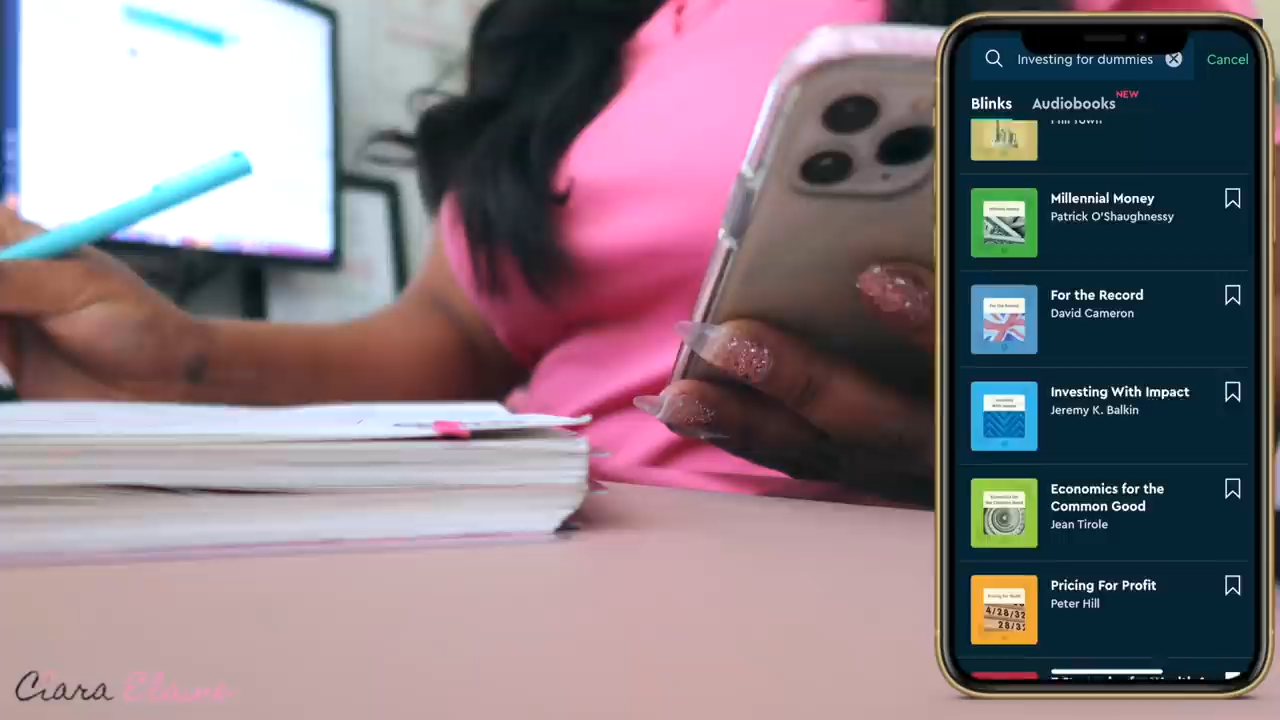 Investing for dummies
Cancel
Blinks
Audiobooks
NEW
Millennial Money
Patrick O'Shaughnessy
For the Record
David Cameron
Investing With Impact
Jeremy K. Balkin
Economics for the
Common Good
Jean Tirole
Pricing For Profit
Peter Hill
Ciara Elaine